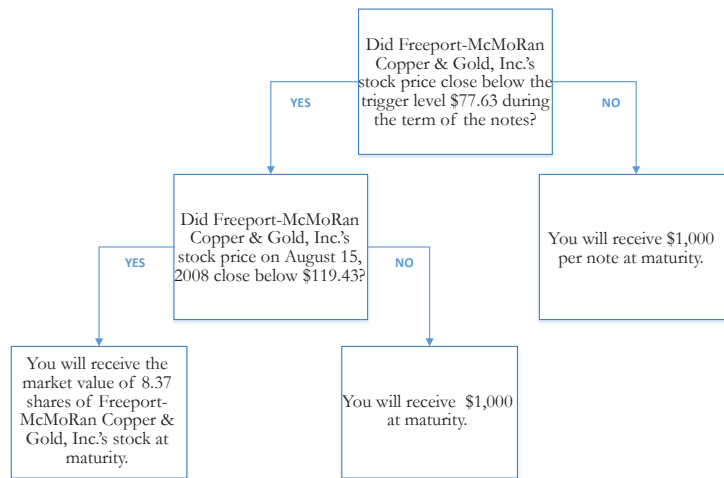 Did Freeport-McMoRan
Copper & Gold, Inc.'s
stock price close below the
trigger level $77.63 during
the term of the notes?
YES
NO
Did Freeport-McMoRan
Copper & Gold, Inc.'s
stock price on August 15,
2008 close below $119.43?
You will receive $1,000
per note at maturity.
YES
NO
You will receive the
market value of 8.37
shares of Freeport-
McMoRan Copper &
Gold, Inc.'s stock at
maturity.
You will receive $1,000
at maturity.